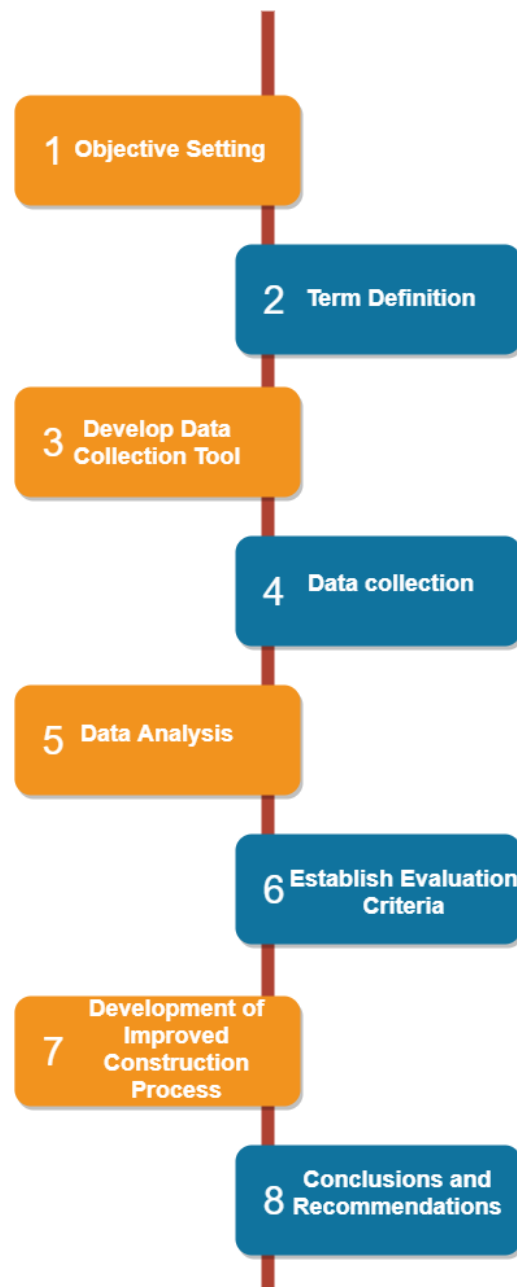 1 Objective Setting
2 Term Definition
3 Develop Data
Collection Tool
4 Data collection
5 Data Analysis
6 Establish Evaluation
Criteria
7 Development of
Improved
Construction
Process
8 Conclusions and
Recommendations